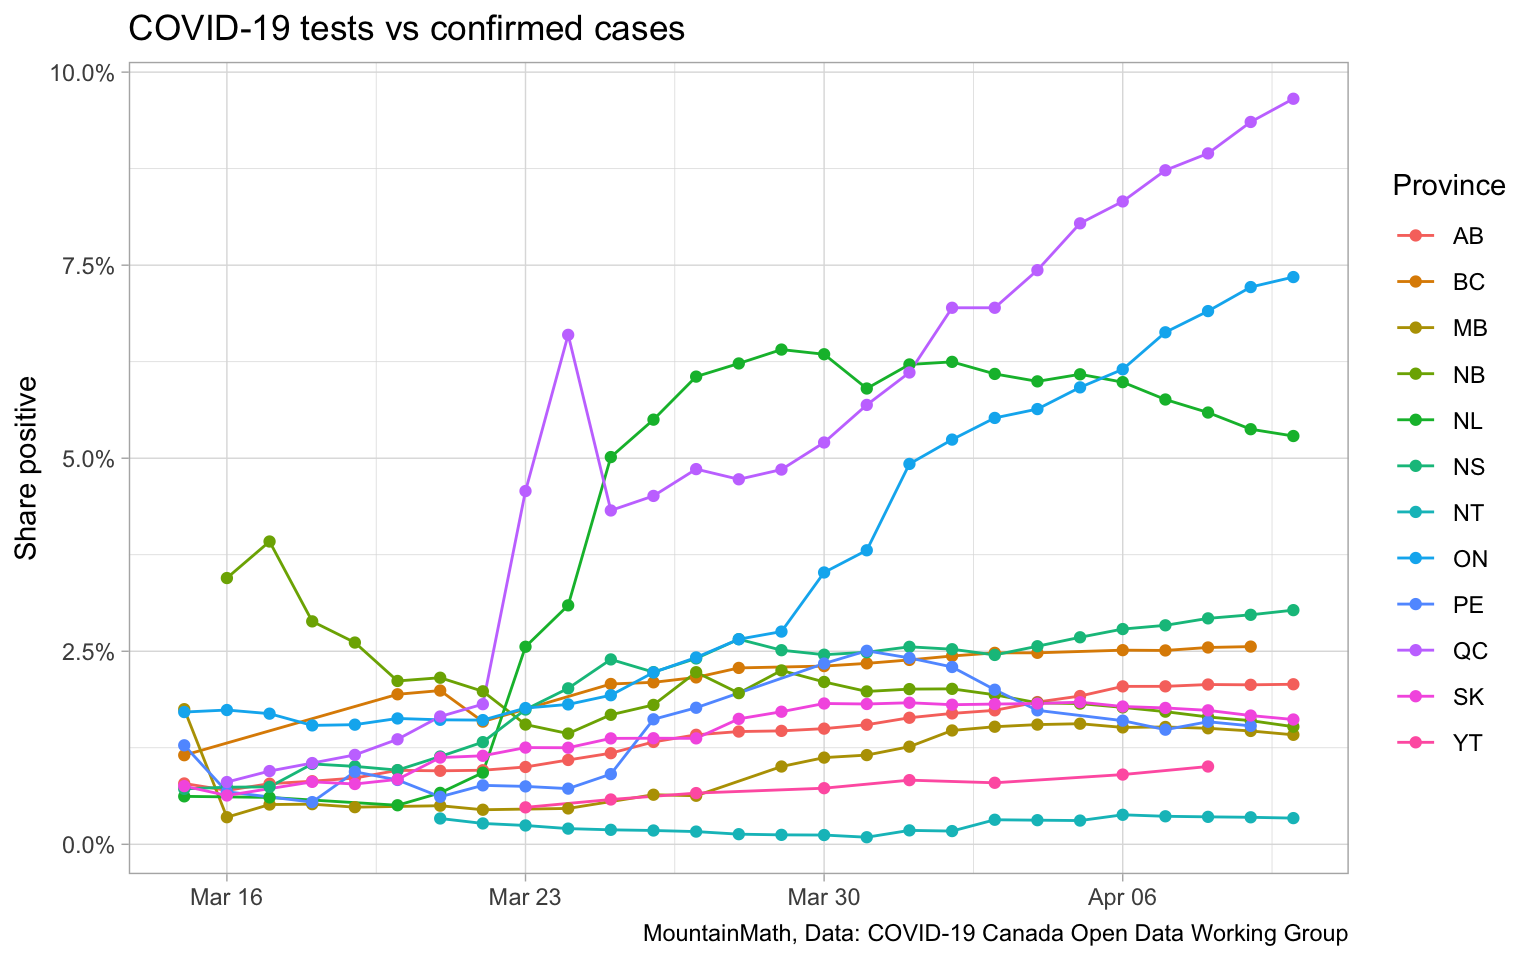 COVID-19 tests vs confirmed cases
Share positive
10.0%
7.5%
5.0%
2.5%
0.0%
Mar 16
Mar 23
Mar 30
Apr 06
Province
AB
BC
MB
NB
NL
NS
NT
ON
PE
QC
SK
YT
MountainMath, Data: COVID-19 Canada Open Data Working Group